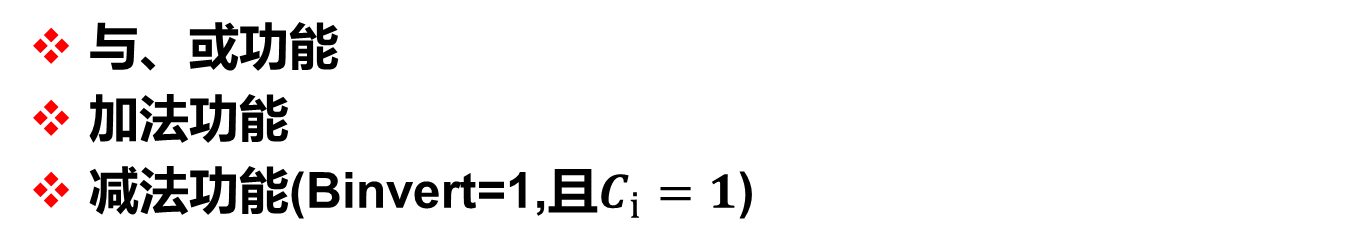 ❖ 与、或功能
❖ 加法功能
❖ 减法功能(Binvert=1,且Cᵢ = 1)